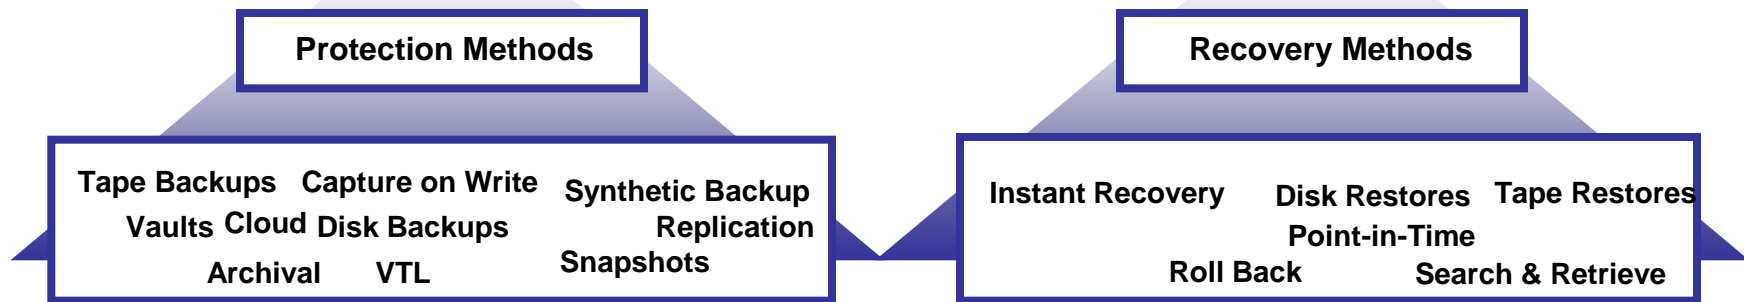 Protection Methods
Tape Backups Capture on Write Synthetic Backup
Vaults Cloud Disk Backups Replication
Archival VTL Snapshots
Recovery Methods
Instant Recovery Disk Restores Tape Restores
Point-in-Time
Roll Back Search & Retrieve